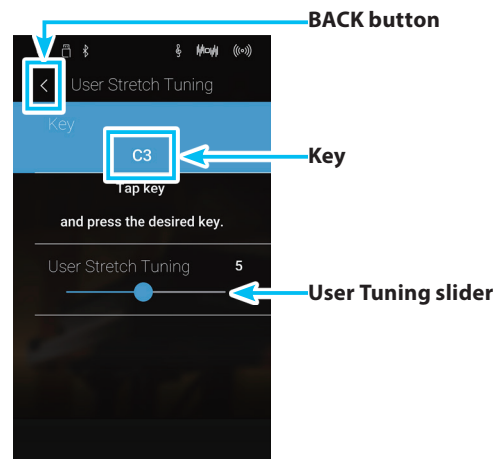 BACK button
User Stretch Tuning
Key
C3
Key
Tap key
and press the desired key.
User Stretch Tuning 5
User Tuning slider